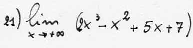 21) lim (2x³ - x² + 5x + 7)
x → +∞